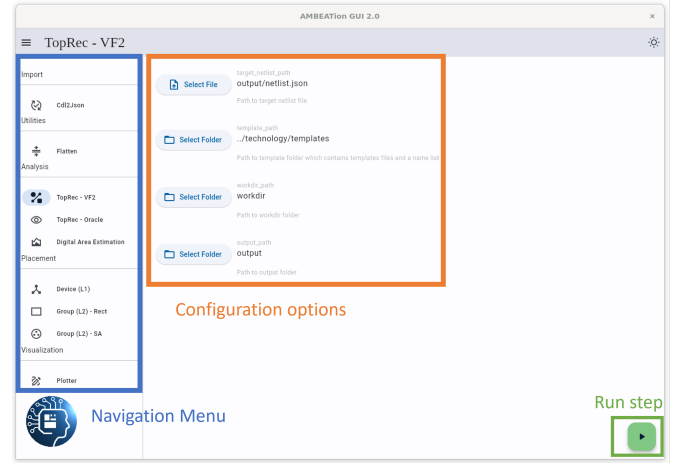 AMBEATion GUI 2.0
×
TopRec - VF2
Import
Cdl2Json
Utilities
Flatten
Analysis
TopRec - VF2
TopRec - Oracle
Digital Area Estimation
Placement
Device (L1)
Group (L2) - Rect
Group (L2) - SA
Visualization
Plotter
Navigation Menu
Select File
target_netlist_path
output/netlist.json
Path to target netlist file
Select Folder
template_path
../technology/templates
Path to template folder which contains templates files and a name list
Select Folder
workdir_path
workdir
Path to workdir folder
Select Folder
output_path
output
Path to output folder
Configuration options
Run step